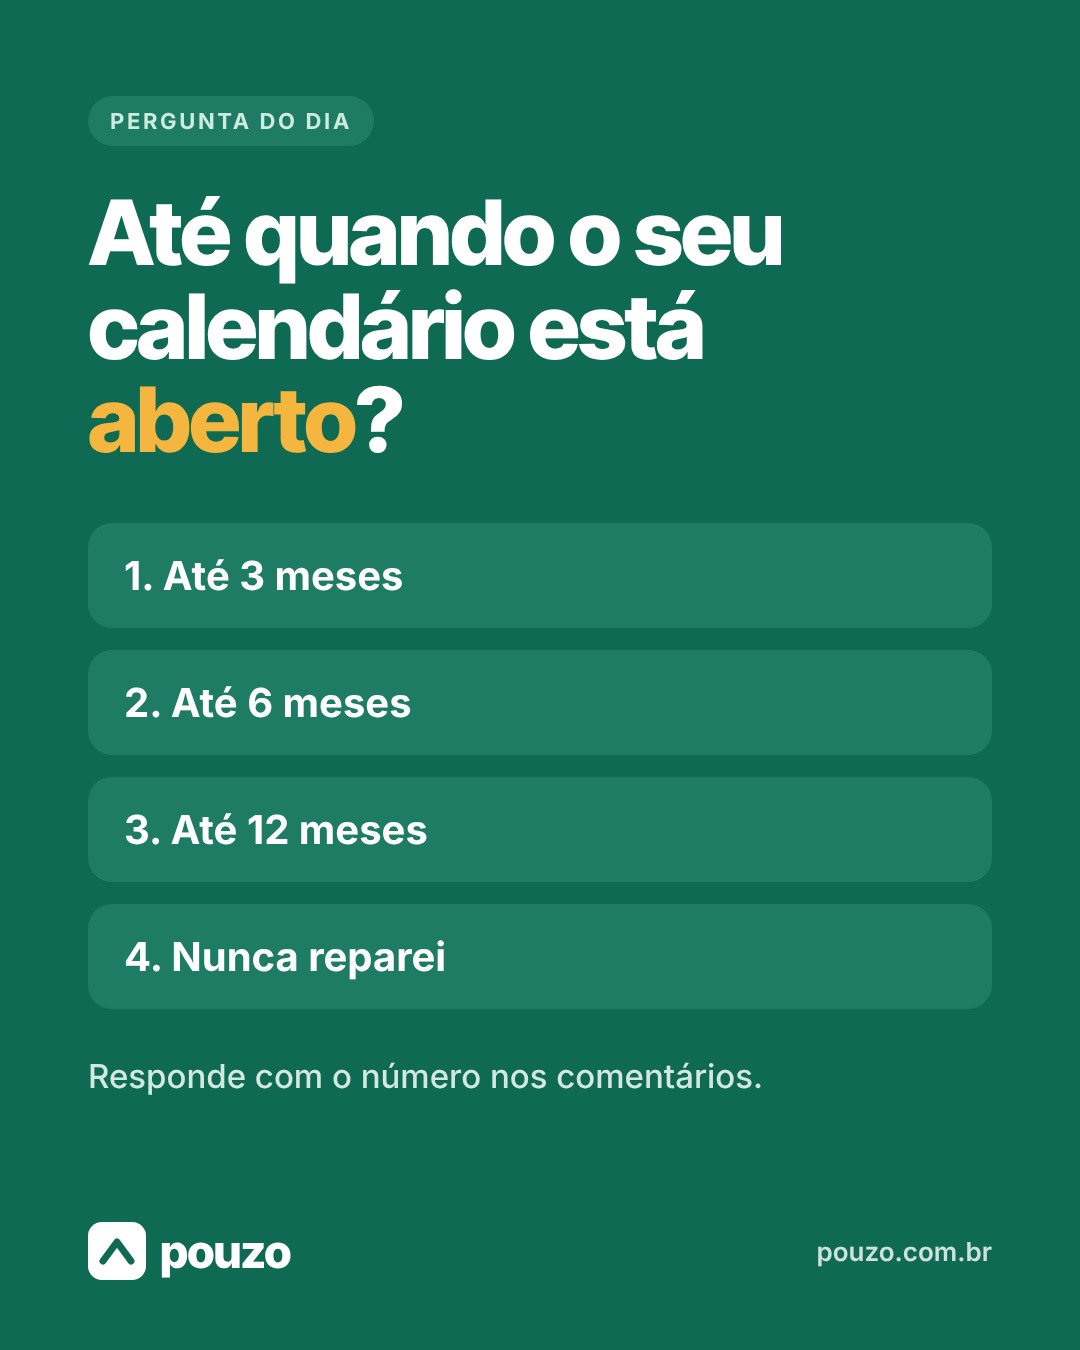 PERGUNTA DO DIA
Até quando o seu
calendário está
aberto?
1. Até 3 meses
2. Até 6 meses
3. Até 12 meses
4. Nunca reparei
Responde com o número nos comentários.
pouzo
pouzo.com.br